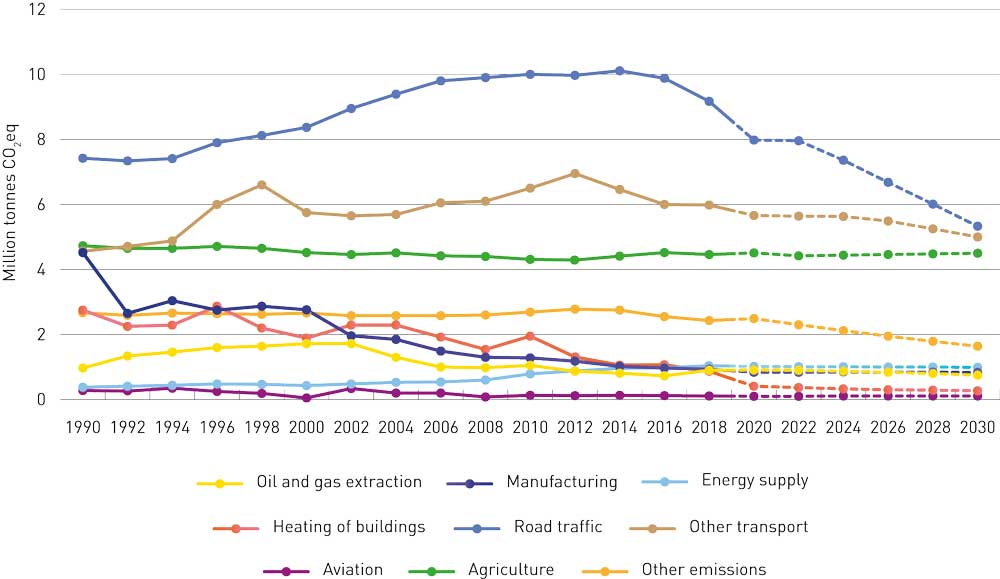 12
10
8
6
4
2
0
Million tonnes CO2eq
1990 1992 1994 1996 1998 2000 2002 2004 2006 2008 2010 2012 2014 2016 2018 2020 2022 2024 2026 2028 2030
Oil and gas extraction Manufacturing Energy supply
Heating of buildings Road traffic Other transport
Aviation Agriculture Other emissions